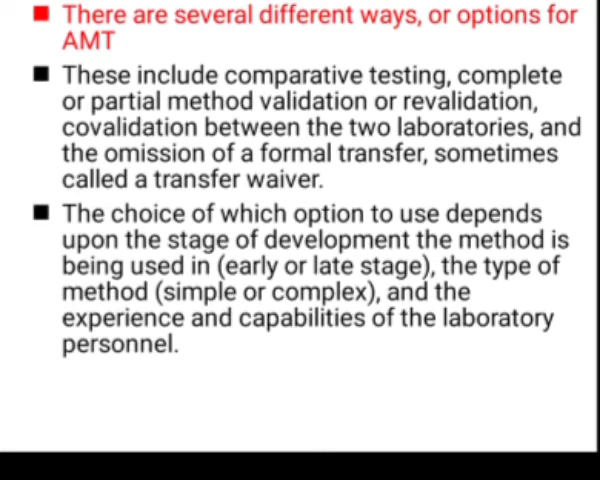 ■ There are several different ways, or options for
AMT
■ These include comparative testing, complete
or partial method validation or revalidation,
covalidation between the two laboratories, and
the omission of a formal transfer, sometimes
called a transfer waiver.
■ The choice of which option to use depends
upon the stage of development the method is
being used in (early or late stage), the type of
method (simple or complex), and the
experience and capabilities of the laboratory
personnel.